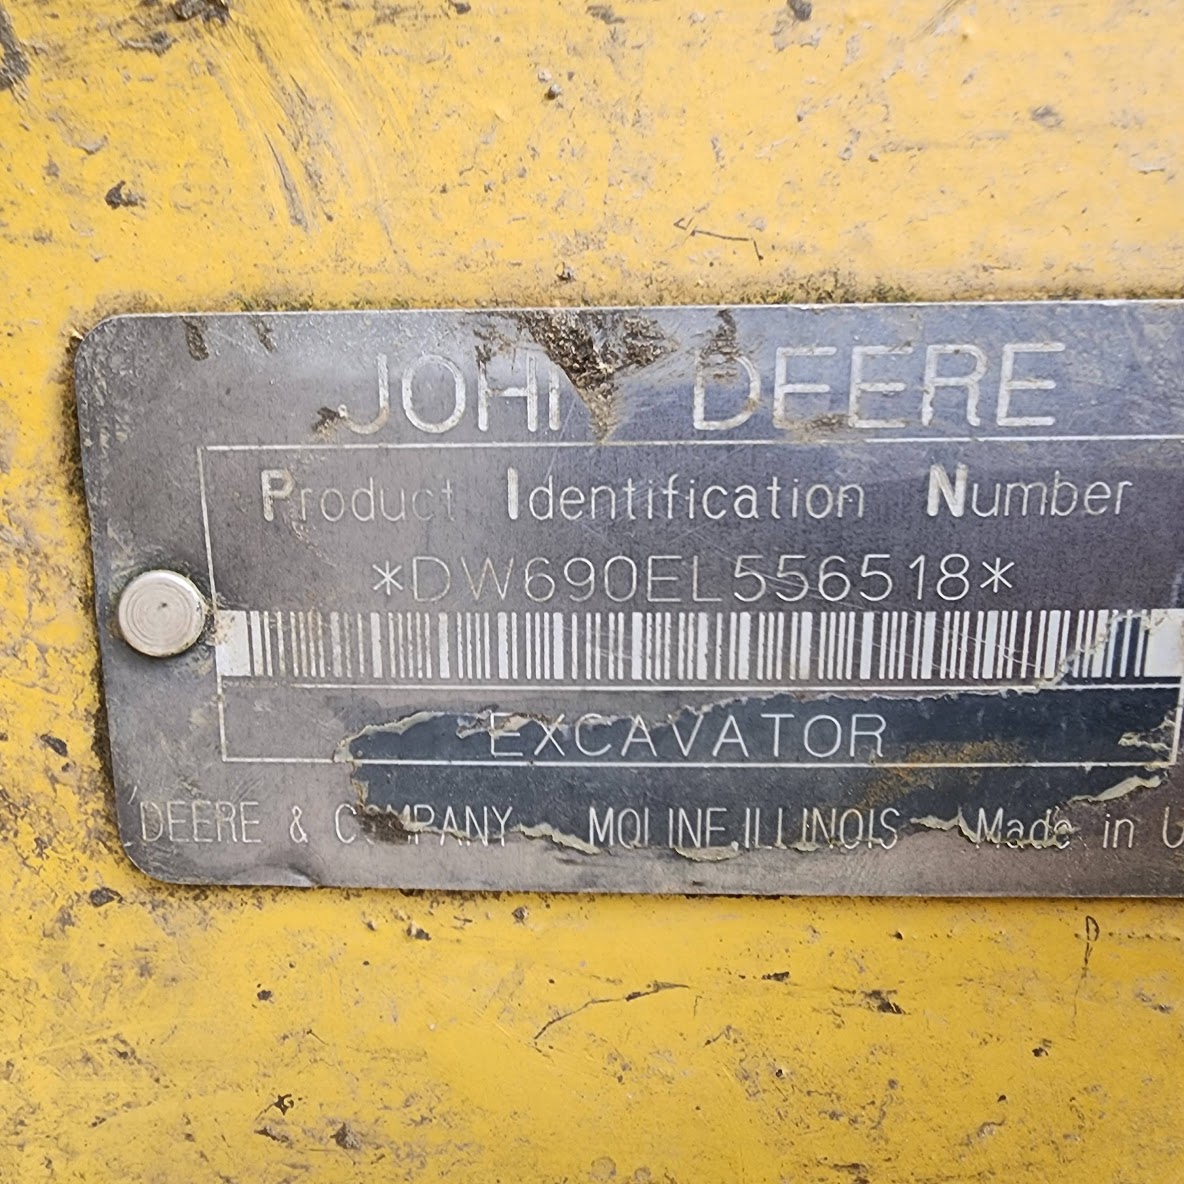 JOHN DEERE
Product Identification Number
*DW690EL556518*
EXCAVATOR
DEERE & COMPANY MOLINE, ILLINOIS Made in U